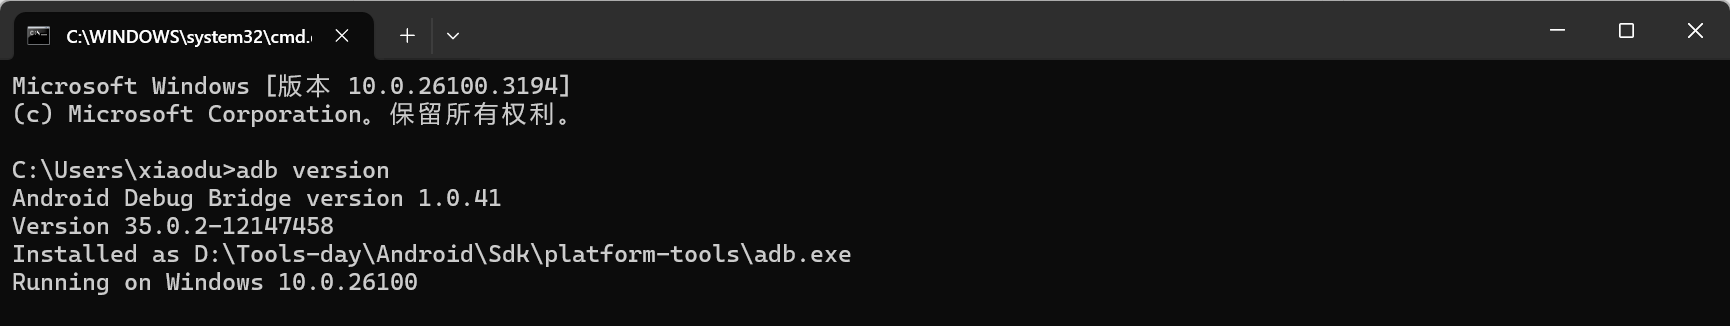 C:\WINDOWS\system32\cmd.
Microsoft Windows [版本 10.0.26100.3194]
(c) Microsoft Corporation。保留所有权利。
C:\Users\xiaodu>adb version
Android Debug Bridge version 1.0.41
Version 35.0.2-12147458
Installed as D:\Tools-day\Android\Sdk\platform-tools\adb.exe
Running on Windows 10.0.26100